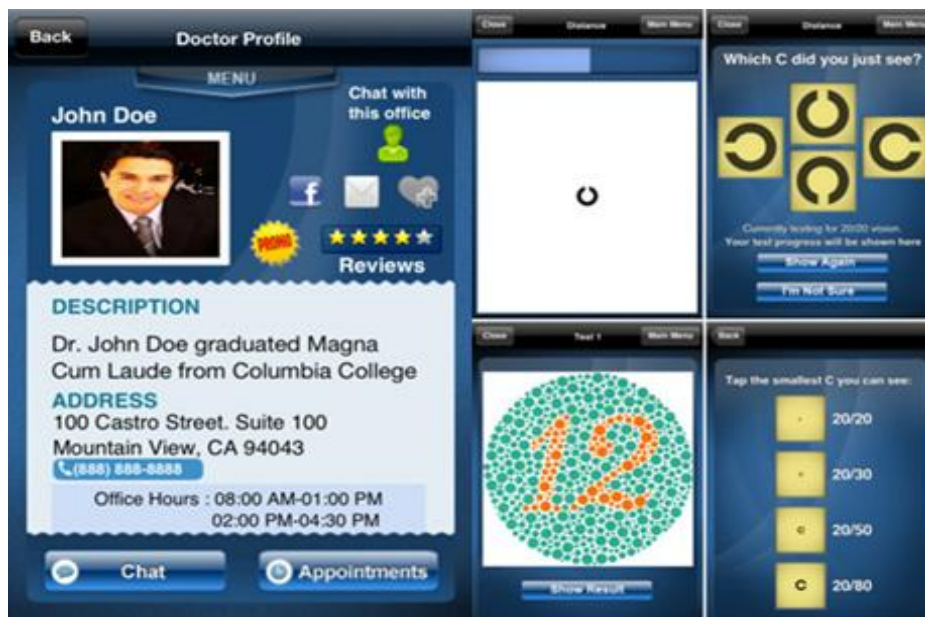 Back
Doctor Profile
MENU
John Doe
Chat with
this office
f
PROMO
Reviews
DESCRIPTION
Dr. John Doe graduated Magna
Cum Laude from Columbia College
ADDRESS
100 Castro Street. Suite 100
Mountain View, CA 94043
(888) 888-8888
Office Hours : 08:00 AM-01:00 PM
02:00 PM-04:30 PM
Chat
Appointments
Close
Distance
Main Menu
Close
Distance
Main Menu
Which C did you just see?
Currently testing for 20/20 vision.
Your test progress will be shown here
Show Again
I'm Not Sure
Close
Test 1
Main Menu
12
Show Result
Back
Tap the smallest C you can see:
20/20
20/30
C 20/50
C 20/80